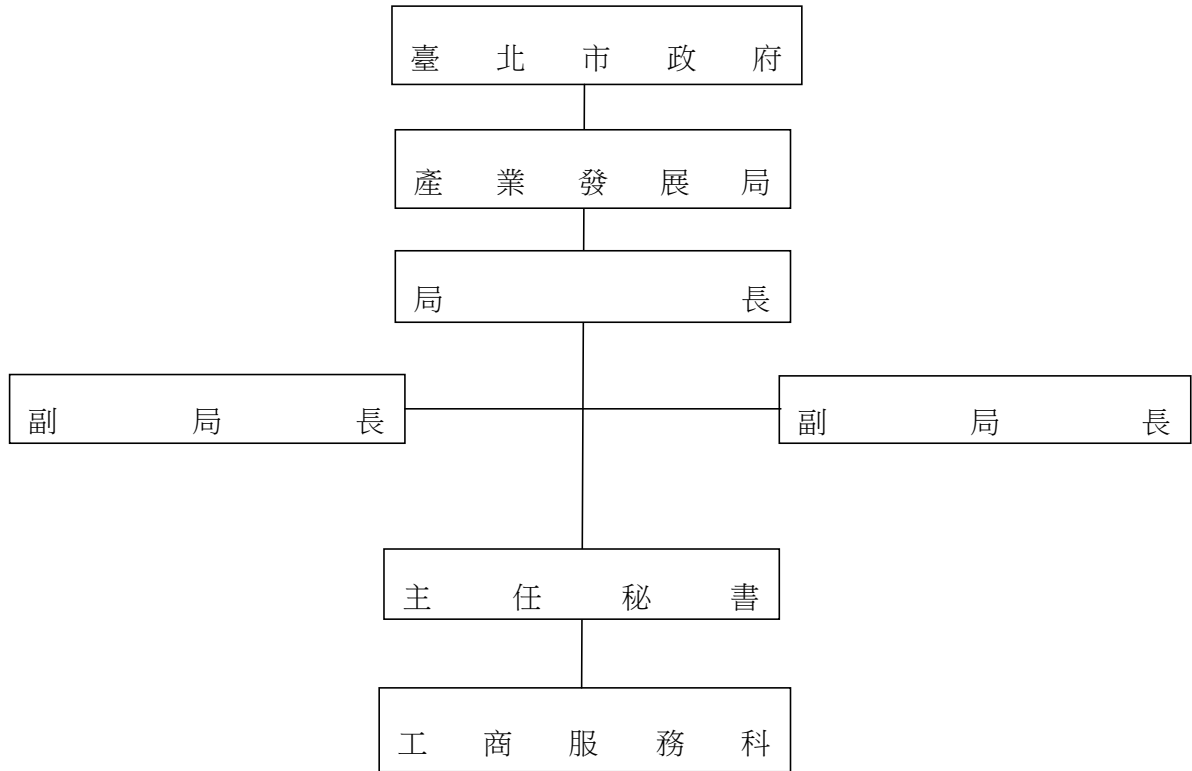 臺北市政府
產業發展局
局長
副局長
副局長
主任秘書
工商服務科